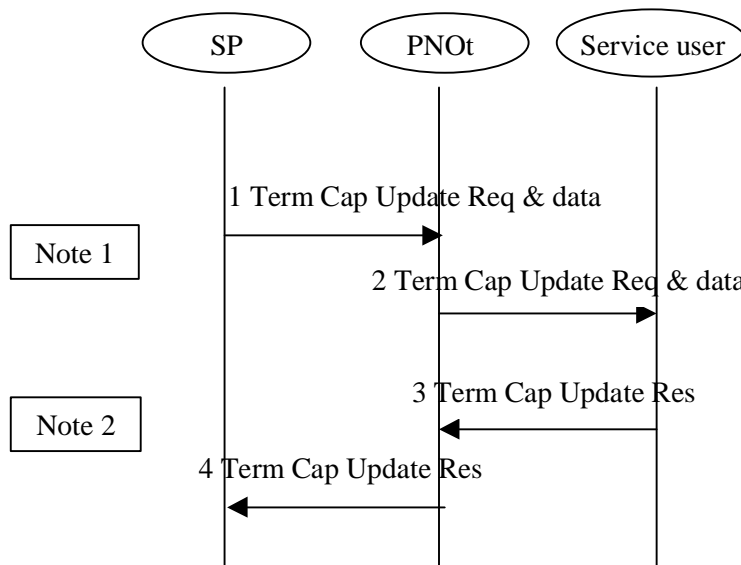 SP
PNOt
Service user
1 Term Cap Update Req & data
Note 1
2 Term Cap Update Req & data
3 Term Cap Update Res
Note 2
4 Term Cap Update Res